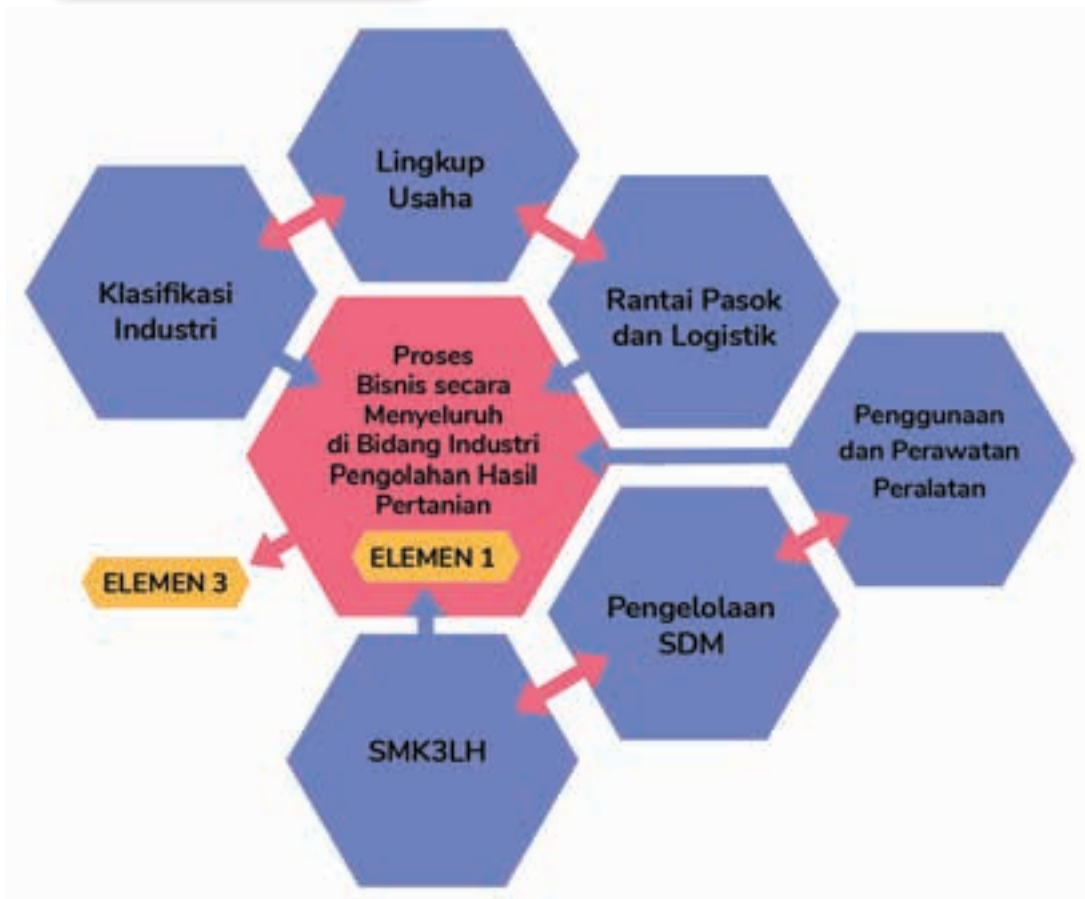 Lingkup
Usaha
Klasifikasi
Industri
Rantai Pasok
dan Logistik
Proses
Bisnis secara
Menyeluruh
di Bidang Industri
Pengolahan Hasil
Pertanian
ELEMEN 1
Penggunaan
dan Perawatan
Peralatan
ELEMEN 3
Pengelolaan
SDM
SMK3LH